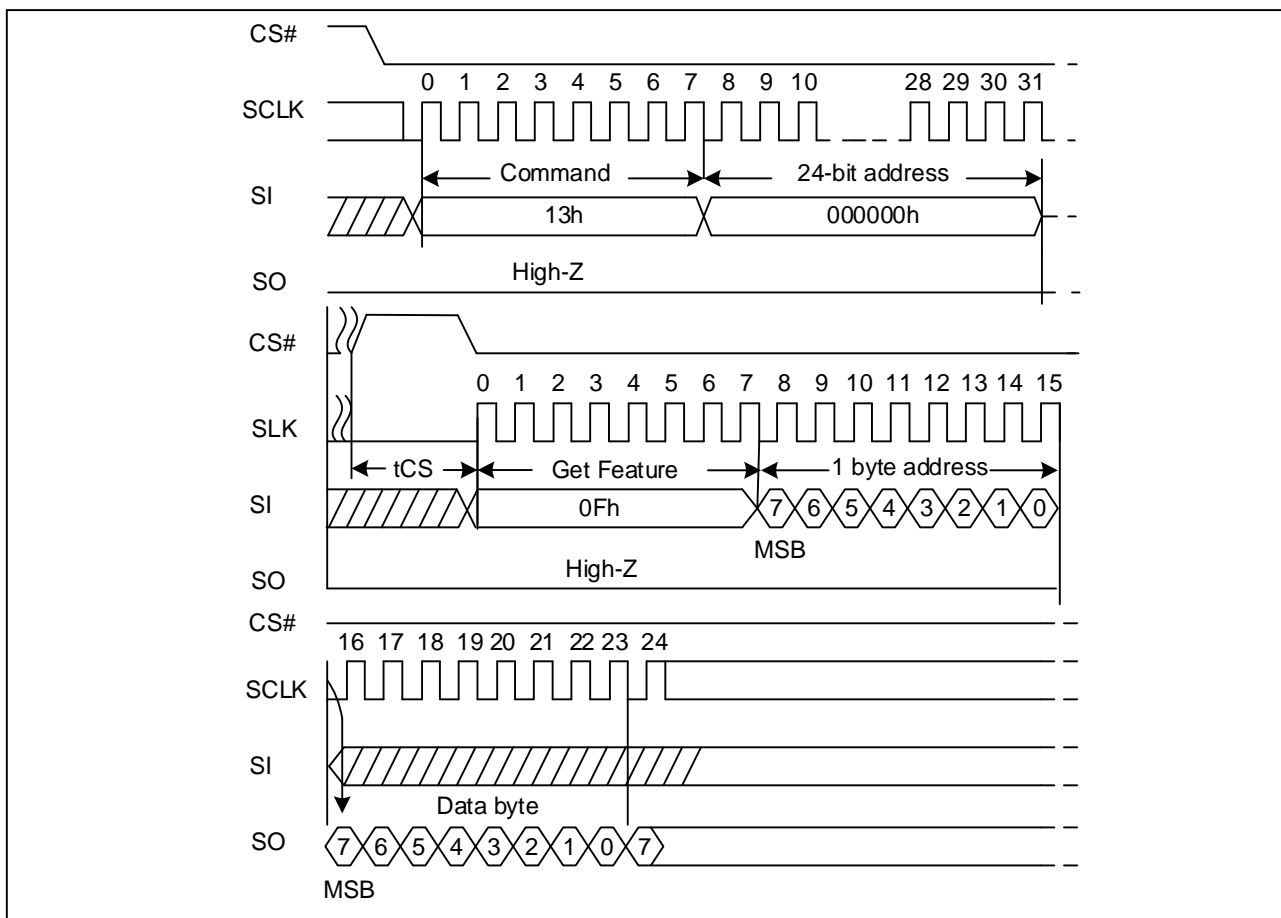 CS#
0 1 2 3 4 5 6 7 8 9 10 28 29 30 31
SCLK
Command 24-bit address
SI
13h 000000h
High-Z
SO
CS#
0 1 2 3 4 5 6 7 8 9 10 11 12 13 14 15
SLK
tCS Get Feature 1 byte address
SI
0Fh 7 6 5 4 3 2 1 0
MSB
High-Z
SO
CS#
16 17 18 19 20 21 22 23 24
SCLK
SI
Data byte
SO
7 6 5 4 3 2 1 0 7
MSB